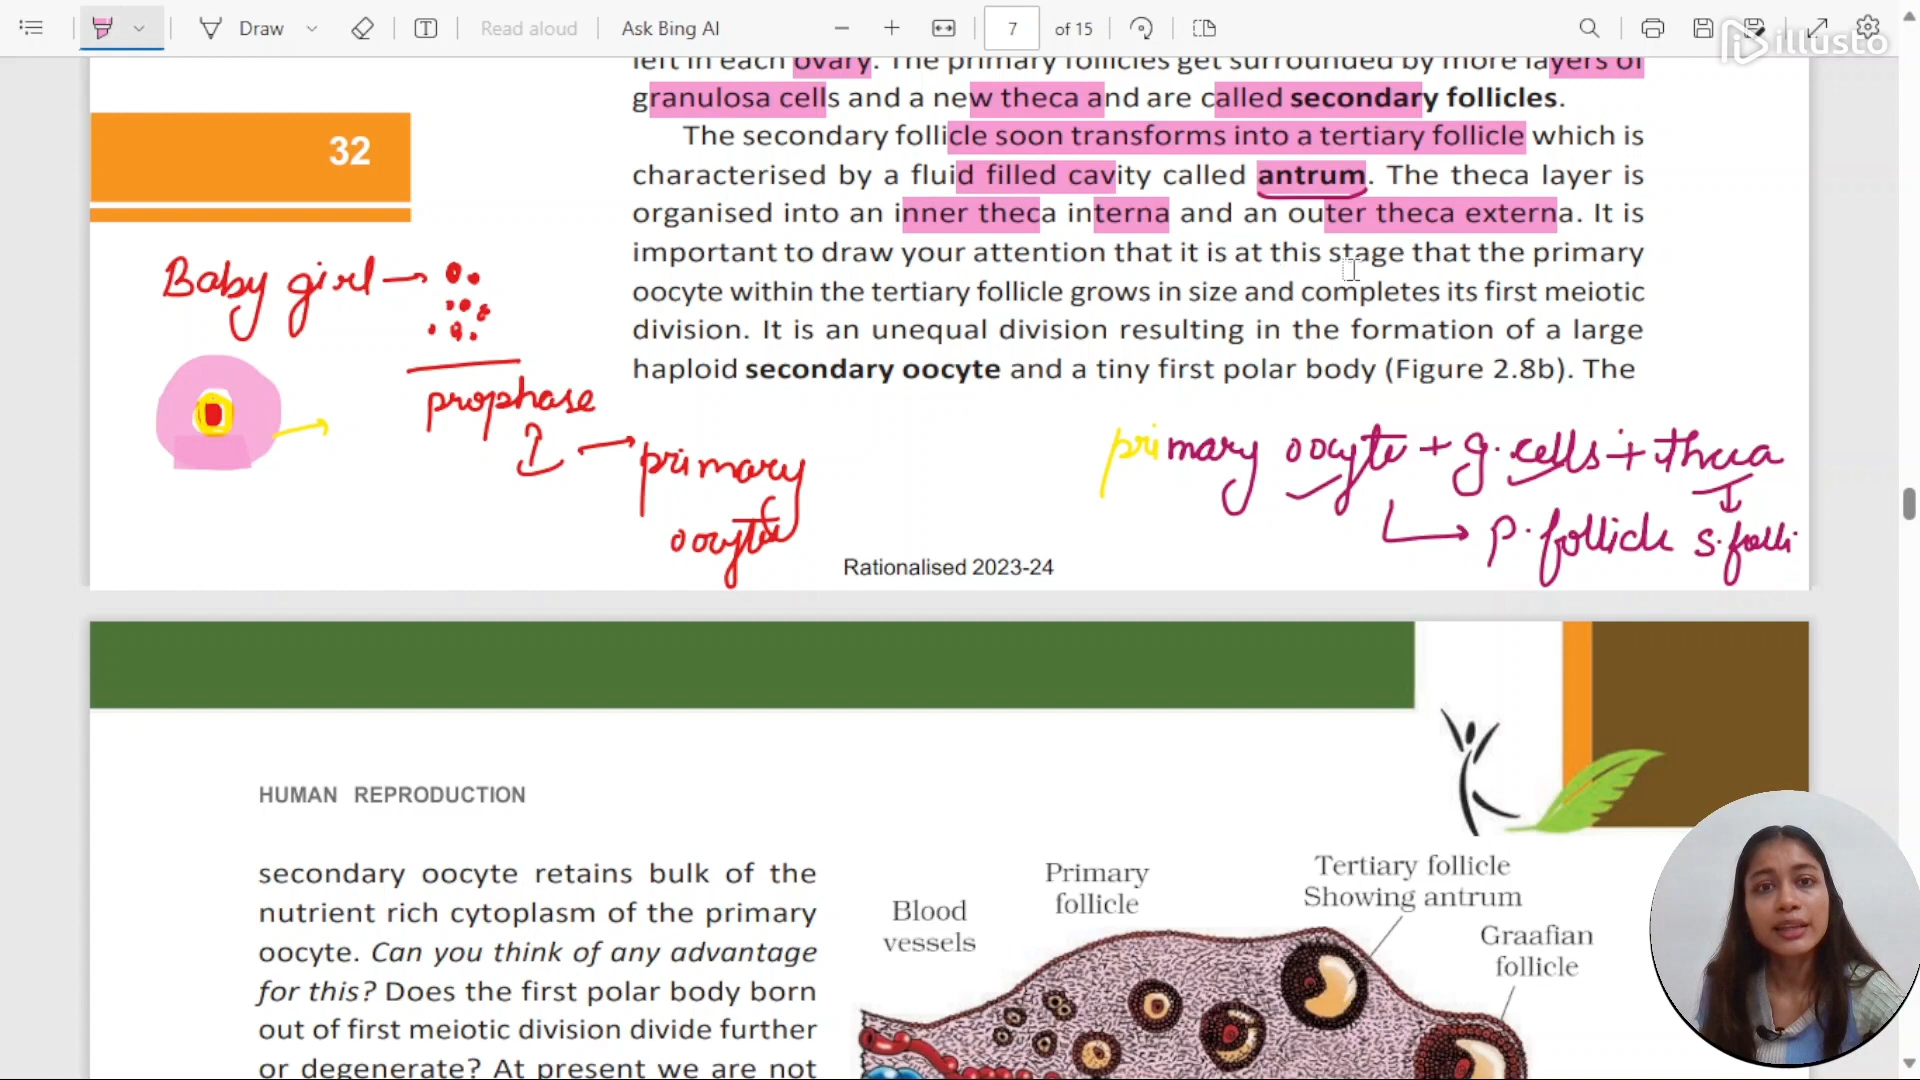 Draw
Read aloud
Ask Bing AI
7
of 15
illusto
left in each ovary. The primary follicles get surrounded by more layers of
granulosa cells and a new theca and are called secondary follicles.
The secondary follicle soon transforms into a tertiary follicle which is
characterised by a fluid filled cavity called antrum. The theca layer is
organised into an inner theca interna and an outer theca externa. It is
important to draw your attention that it is at this stage that the primary
oocyte within the tertiary follicle grows in size and completes its first meiotic
division. It is an unequal division resulting in the formation of a large
haploid secondary oocyte and a tiny first polar body (Figure 2.8b). The
32
Baby girl
prophase
primary
oocyte
primary oocyte + g. cells + theca
p. follicle s. folli
Rationalised 2023-24
HUMAN REPRODUCTION
secondary oocyte retains bulk of the
nutrient rich cytoplasm of the primary
oocyte. Can you think of any advantage
for this? Does the first polar body born
out of first meiotic division divide further
or degenerate? At present we are not
Blood
vessels
Primary
follicle
Tertiary follicle
Showing antrum
Graafian
follicle